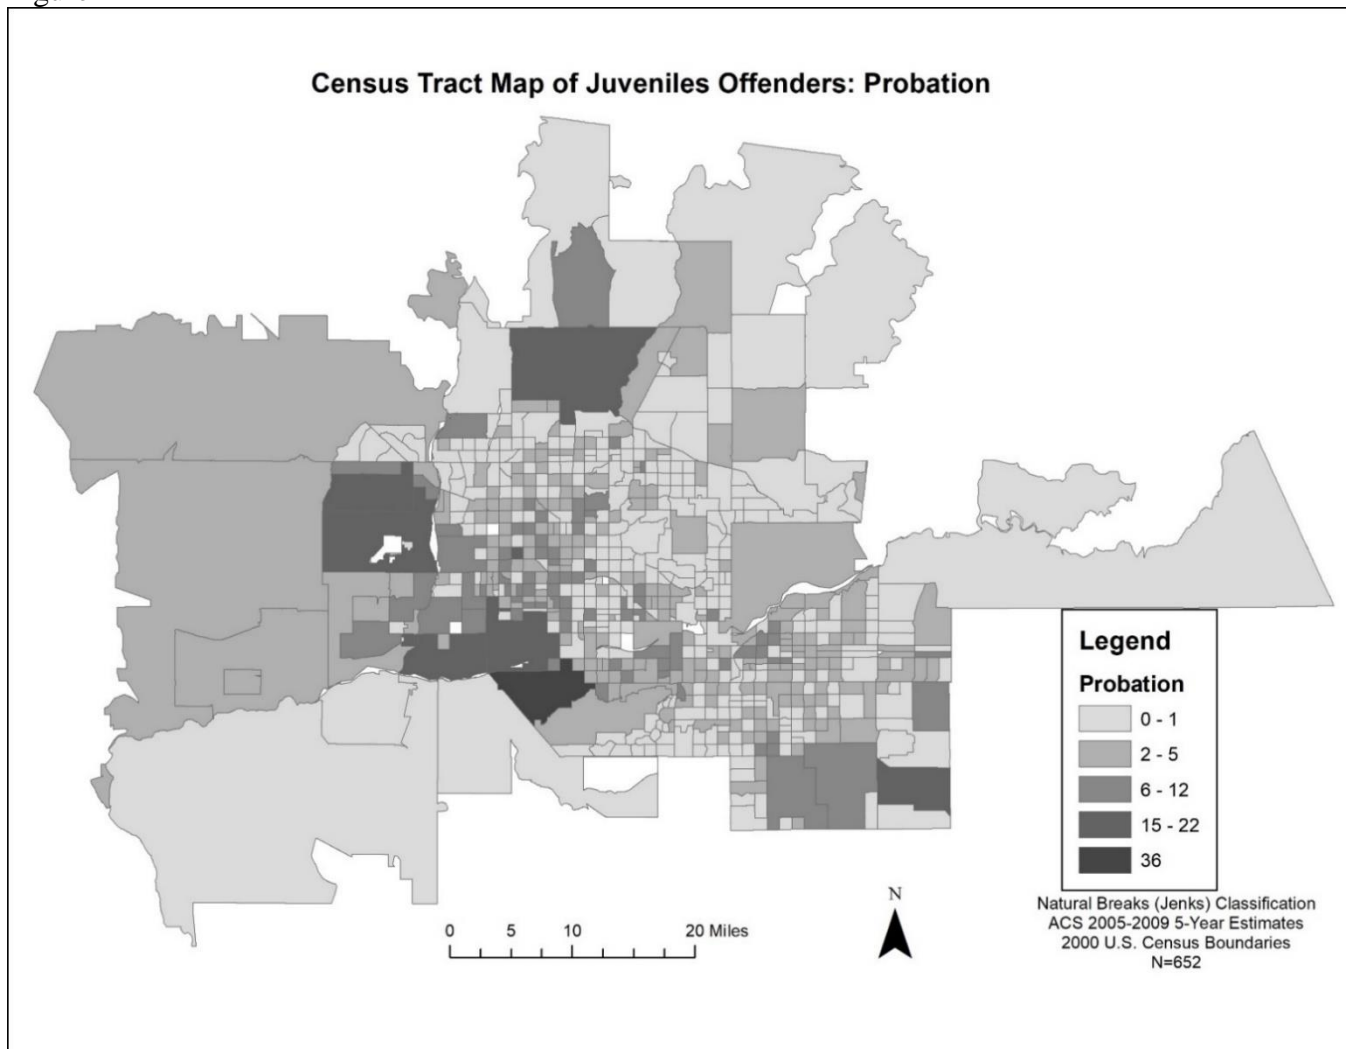 Census Tract Map of Juveniles Offenders: Probation
Legend
Probation
0 - 1
2 - 5
6 - 12
15 - 22
36
Natural Breaks (Jenks) Classification
ACS 2005-2009 5-Year Estimates
2000 U.S. Census Boundaries
N=652
N
0 5 10 20 Miles